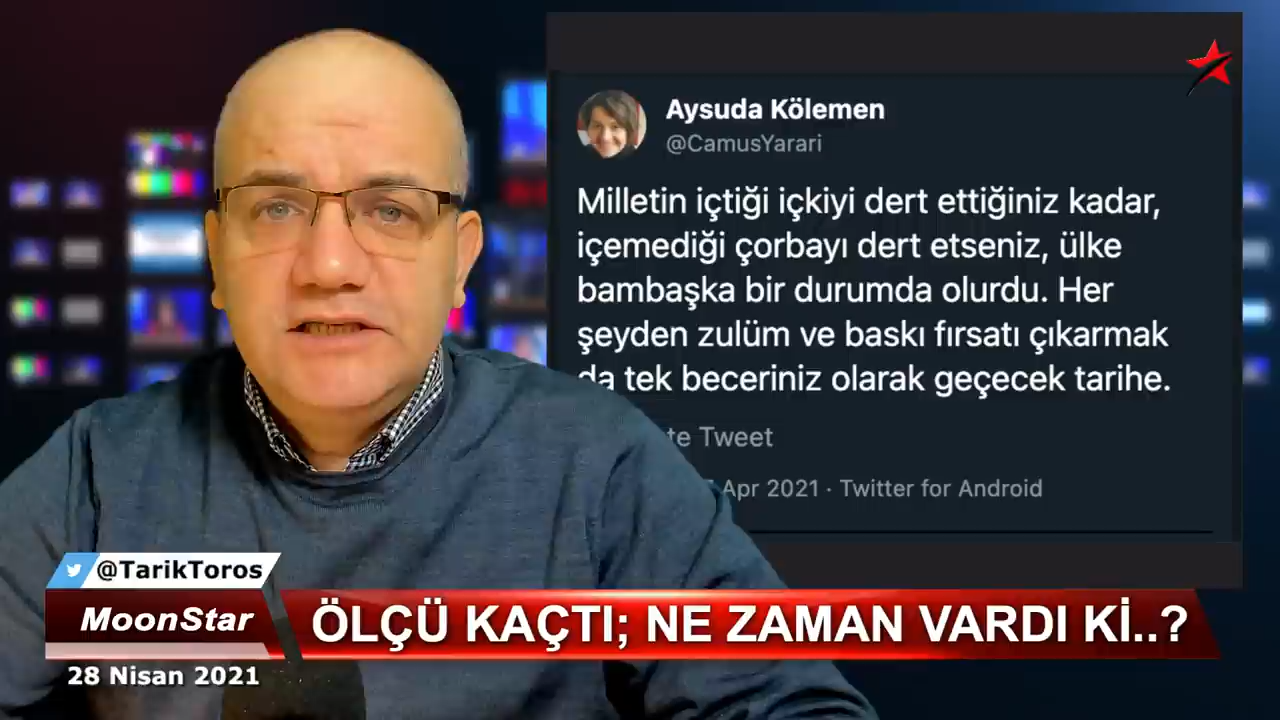 Aysuda Kölemen
@CamusYarari
Milletin içtiği içkiyi dert ettiğiniz kadar,
içemediği çorbayı dert etseniz, ülke
bambaşka bir durumda olurdu. Her
şeyden zulüm ve baskı fırsatı çıkarmak
da tek beceriniz olarak geçecek tarihe.
Tweet
Apr 2021 · Twitter for Android
@TarikToros
MoonStar
ÖLÇÜ KAÇTI; NE ZAMAN VARDI Kİ..?
28 Nisan 2021